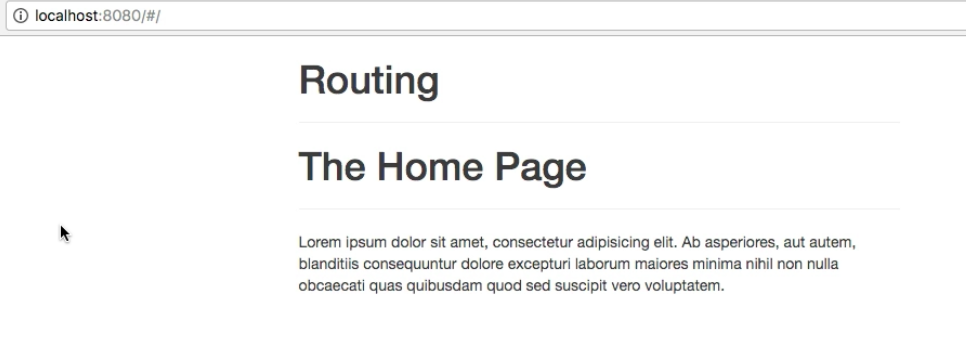 localhost:8080/#/
Routing
The Home Page
Lorem ipsum dolor sit amet, consectetur adipisicing elit. Ab asperiores, aut autem,
blanditiis consequuntur dolore excepturi laborum maiores minima nihil non nulla
obcaecati quas quibusdam quod sed suscipit vero voluptatem.